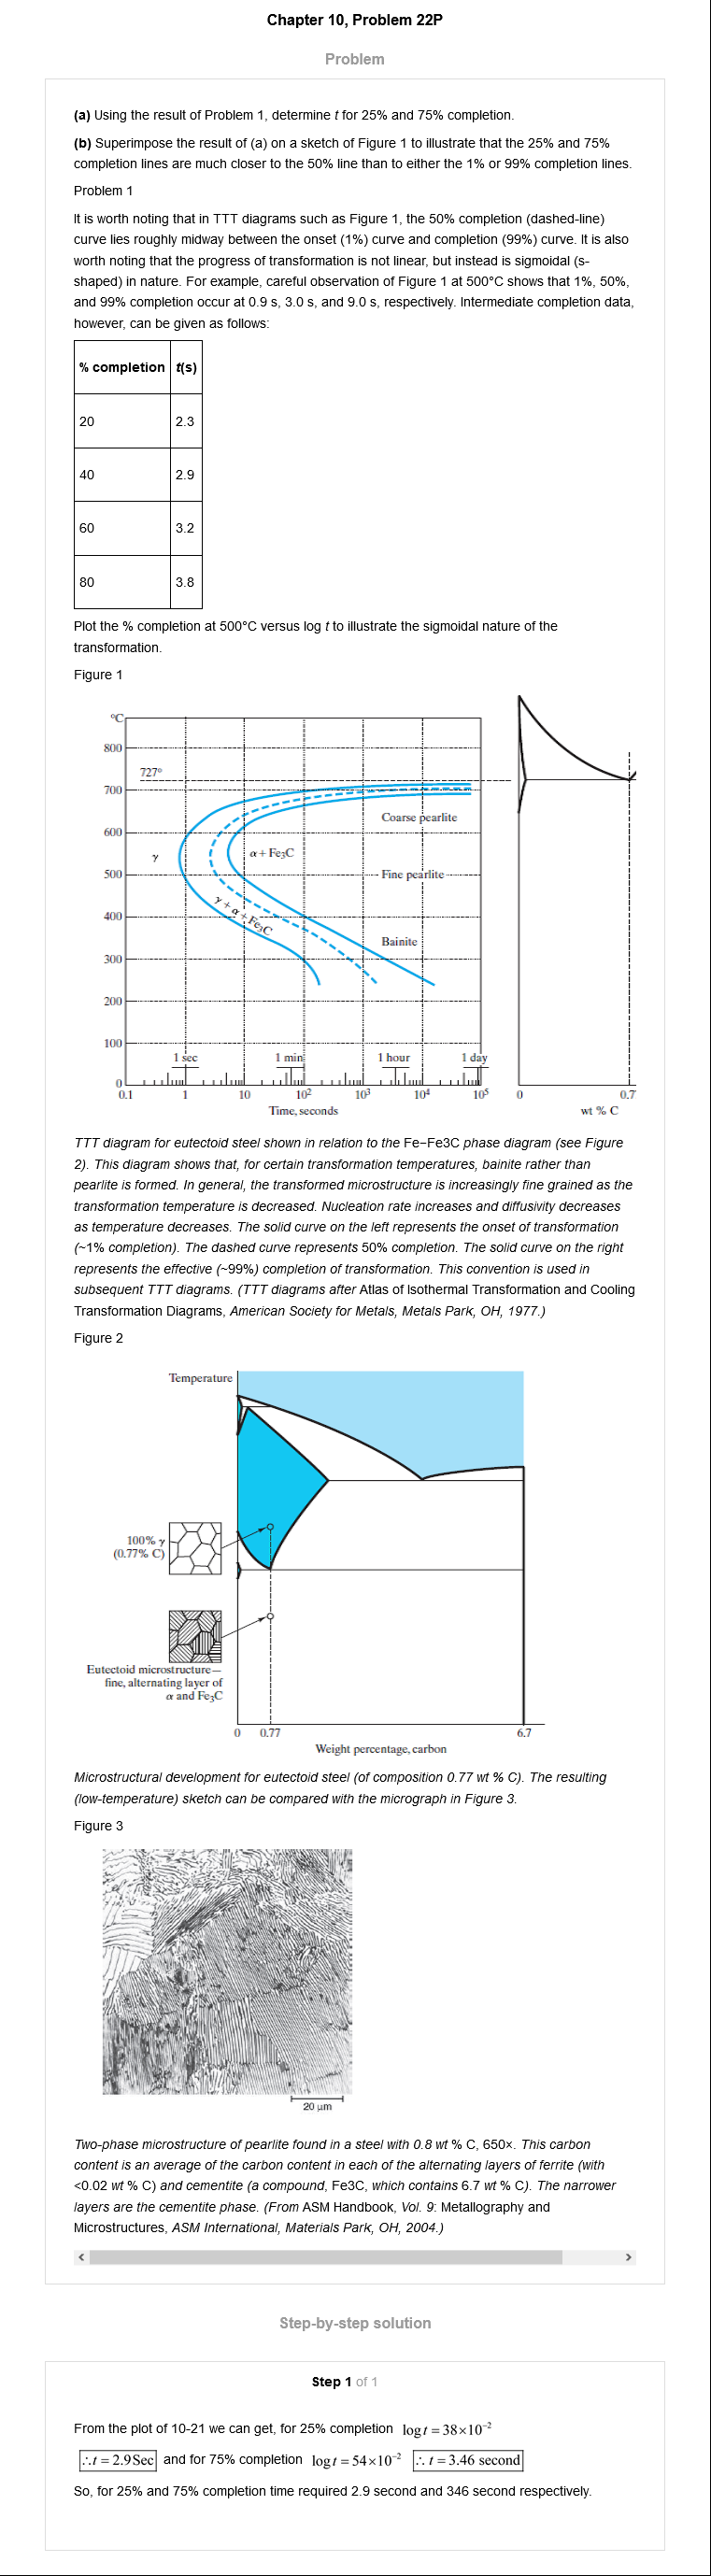 Chapter 10, Problem 22P
Problem
(a) Using the result of Problem 1, determine t for 25% and 75% completion.
(b) Superimpose the result of (a) on a sketch of Figure 1 to illustrate that the 25% and 75%
completion lines are much closer to the 50% line than to either the 1% or 99% completion lines.
Problem 1
It is worth noting that in TTT diagrams such as Figure 1, the 50% completion (dashed-line)
curve lies roughly midway between the onset (1%) curve and completion (99%) curve. It is also
worth noting that the progress of transformation is not linear, but instead is sigmoidal (s-
shaped) in nature. For example, careful observation of Figure 1 at 500°C shows that 1%, 50%,
and 99% completion occur at 0.9 s, 3.0 s, and 9.0 s, respectively. Intermediate completion data,
however, can be given as follows:
% completion t(s)
20 2.3
40 2.9
60 3.2
80 3.8
Plot the % completion at 500°C versus log t to illustrate the sigmoidal nature of the
transformation.
Figure 1
°C
800
727°
700
600
500
400
300
200
100
0
Coarse pearlite
γ
α + Fe₃C
Fine pearlite
γ + α + Fe₃C
Bainite
1 sec 1 min 1 hour 1 day
0.1 1 10 10² 10³ 10⁴ 10⁵
Time, seconds
0 0.7
wt % C
TTT diagram for eutectoid steel shown in relation to the Fe−Fe3C phase diagram (see Figure
2). This diagram shows that, for certain transformation temperatures, bainite rather than
pearlite is formed. In general, the transformed microstructure is increasingly fine grained as the
transformation temperature is decreased. Nucleation rate increases and diffusivity decreases
as temperature decreases. The solid curve on the left represents the onset of transformation
(~1% completion). The dashed curve represents 50% completion. The solid curve on the right
represents the effective (~99%) completion of transformation. This convention is used in
subsequent TTT diagrams. (TTT diagrams after Atlas of Isothermal Transformation and Cooling
Transformation Diagrams, American Society for Metals, Metals Park, OH, 1977.)
Figure 2
Temperature
100% γ
(0.77% C)
Eutectoid microstructure—
fine, alternating layer of
α and Fe₃C
0 0.77 6.7
Weight percentage, carbon
Microstructural development for eutectoid steel (of composition 0.77 wt % C). The resulting
(low-temperature) sketch can be compared with the micrograph in Figure 3.
Figure 3
20 μm
Two-phase microstructure of pearlite found in a steel with 0.8 wt % C, 650×. This carbon
content is an average of the carbon content in each of the alternating layers of ferrite (with
<0.02 wt % C) and cementite (a compound, Fe3C, which contains 6.7 wt % C). The narrower
layers are the cementite phase. (From ASM Handbook, Vol. 9: Metallography and
Microstructures, ASM International, Materials Park, OH, 2004.)
Step-by-step solution
Step 1 of 1
From the plot of 10-21 we can get, for 25% completion log t = 38×10⁻²
∴ t = 2.9Sec and for 75% completion log t = 54×10⁻² ∴ t = 3.46 second
So, for 25% and 75% completion time required 2.9 second and 346 second respectively.